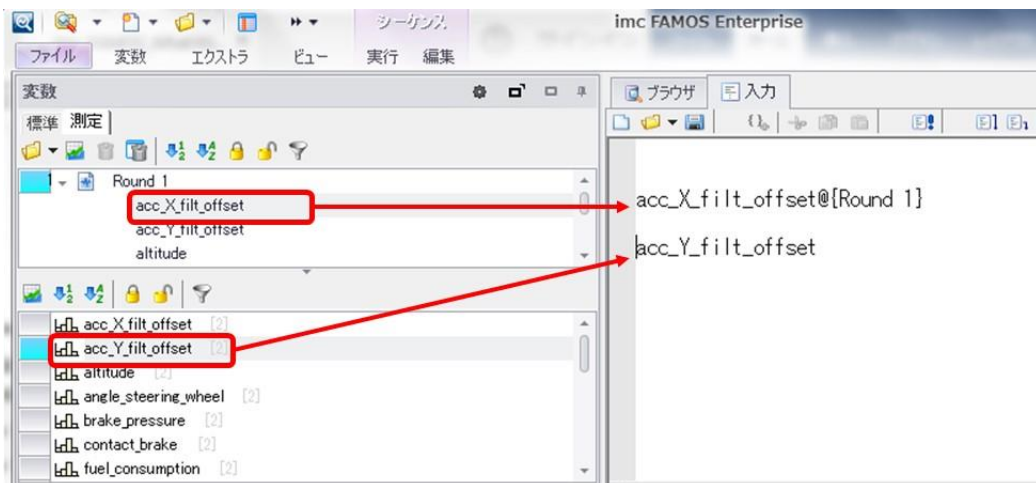 imc FAMOS Enterprise
シーケンス
ファイル 変数 エクストラ ビュー 実行 編集
変数
標準 測定
1 Round 1
acc_X_filt_offset
acc_Y_filt_offset
altitude
acc_X_filt_offset [2]
acc_Y_filt_offset [2]
altitude [2]
angle_steering_wheel [2]
brake_pressure [2]
contact_brake [2]
fuel_consumption [2]
ブラウザ 入力
acc_X_filt_offset@{Round 1}
acc_Y_filt_offset